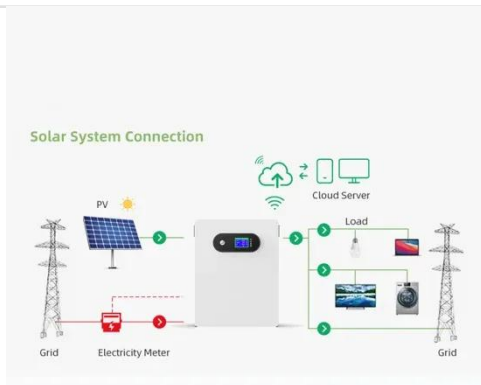 Solar System Connection
Cloud Server
PV
Load
Grid
Electricity Meter
Grid